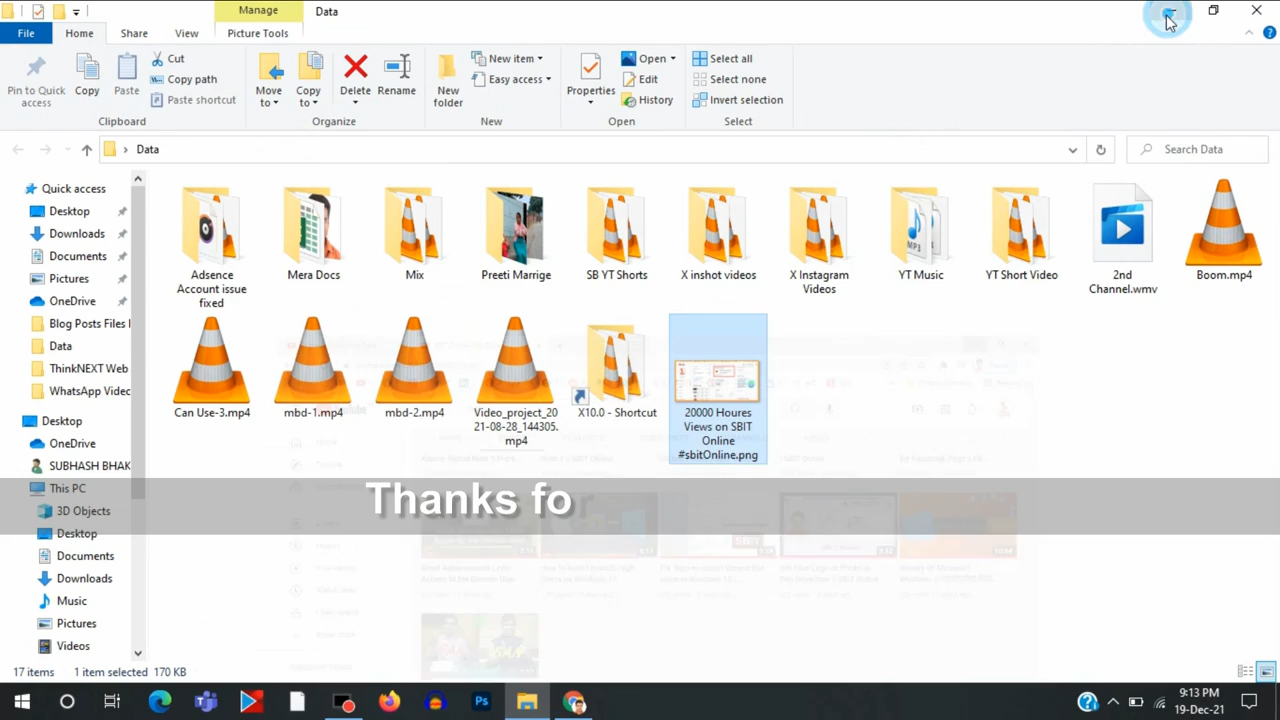 Manage
Data
File
Home
Share
View
Picture Tools
Pin to Quick
access
Copy
Paste
Cut
Copy path
Paste shortcut
Clipboard
Move
to
Copy
to
Delete
Rename
Organize
New
folder
New item
Easy access
New
Properties
Open
Edit
History
Open
Select all
Select none
Invert selection
Select
Data
Search Data
Quick access
Desktop
Downloads
Documents
Pictures
OneDrive
Blog Posts Files I
Data
ThinkNEXT Web
WhatsApp Video
Desktop
OneDrive
SUBHASH BHAK
This PC
3D Objects
Desktop
Documents
Downloads
Music
Pictures
Videos
Adsence
Account issue
fixed
Mera Docs
Mix
Preeti Marrige
SB YT Shorts
X inshot videos
X Instagram
Videos
YT Music
YT Short Video
2nd
Channel.wmv
Boom.mp4
Can Use-3.mp4
mbd-1.mp4
mbd-2.mp4
Video_project_20
21-08-28_144305.
mp4
X10.0 - Shortcut
20000 Houres
Views on SBIT
Online
#sbitOnline.png
Thanks for
17 items
1 item selected
170 KB
Ps
9:13 PM
19-Dec-21